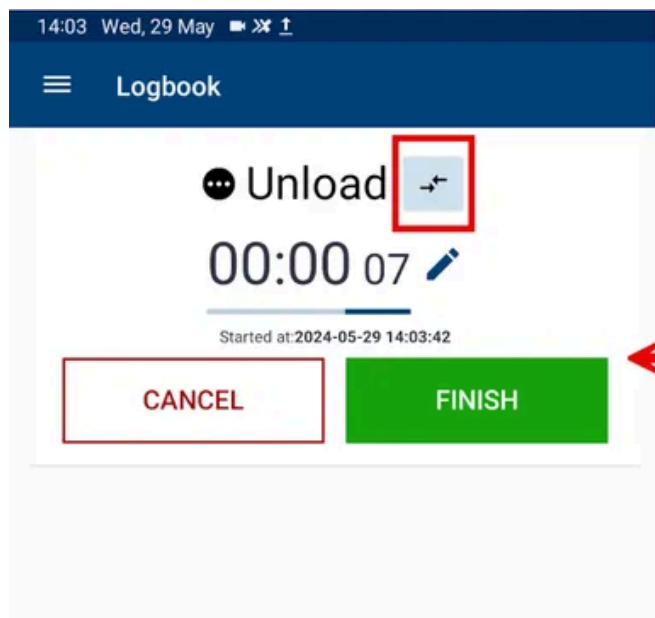 14:03 Wed, 29 May
Logbook
Unload
00:00 07
Started at:2024-05-29 14:03:42
CANCEL FINISH